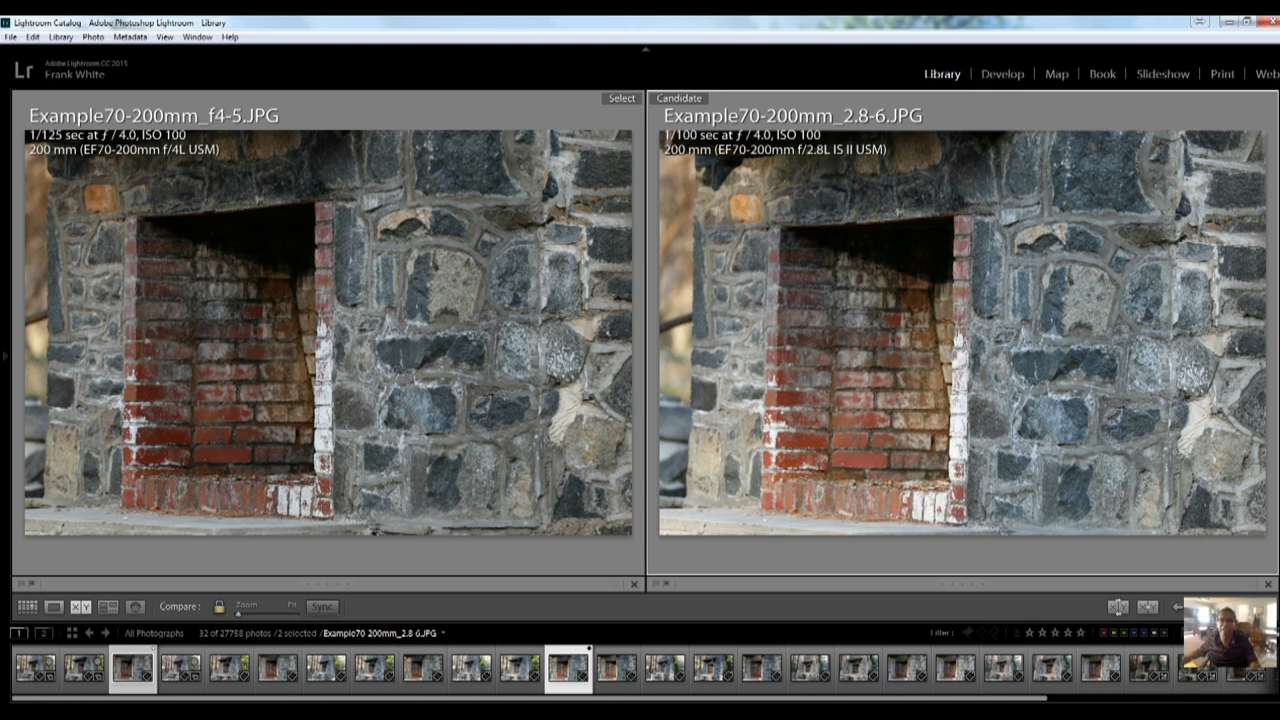 Lightroom Catalog - Adobe Photoshop Lightroom - Library
File Edit Library Photo Metadata View Window Help
Lr
Adobe Lightroom CC 2015
Frank White
Library | Develop | Map | Book | Slideshow | Print | Web
Select
Example70-200mm_f4-5.JPG
1/125 sec at ƒ / 4.0, ISO 100
200 mm (EF70-200mm f/4L USM)
Candidate
Example70-200mm_2.8-6.JPG
1/100 sec at ƒ / 4.0, ISO 100
200 mm (EF70-200mm f/2.8L IS II USM)
X Y Compare : Zoom Fit Sync
1 2 All Photographs 32 of 27758 photos / 2 selected / Example70-200mm_2.8-6.JPG Filter :